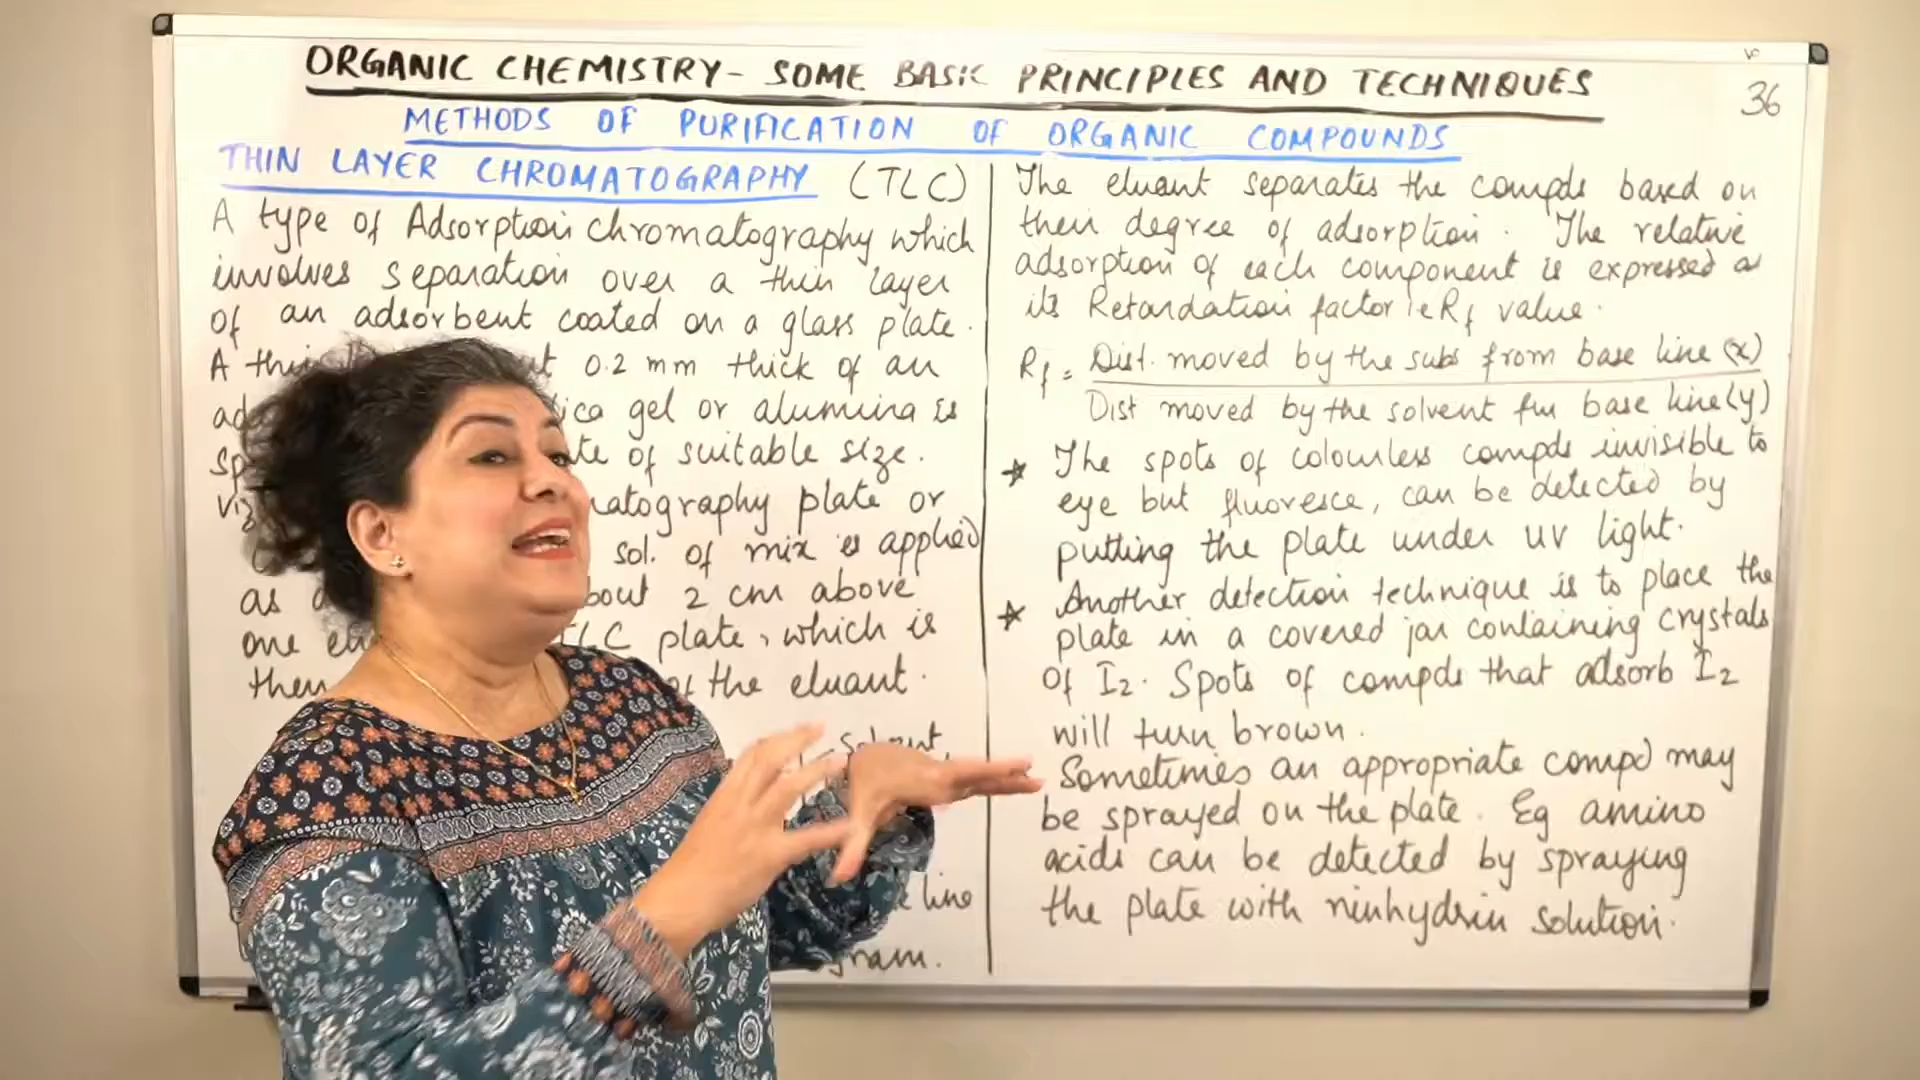 ORGANIC CHEMISTRY- SOME BASIC PRINCIPLES AND TECHNIQUES
36
METHODS OF PURIFICATION OF ORGANIC COMPOUNDS
THIN LAYER CHROMATOGRAPHY (TLC)
A type of Adsorption chromatography which
involves separation over a thin layer
of an adsorbent coated on a glass plate.
A 0.2 mm thick of an
gel or alumina is
of suitable size.
plate or
sol. of mix is applied
as 2 cm above
one TLC plate, which is
of the eluant.
Solvent
line
The eluant separates the compds based on
their degree of adsorption. The relative
adsorption of each component is expressed as
its Retardation factor i.e Rf value.
Rf = Dist. moved by the subs from base line (x)
Dist moved by the solvent fm base line (y)
★ The spots of colourless compds invisible to
eye but fluoresce, can be detected by
putting the plate under UV light.
★ Another detection technique is to place the
plate in a covered jar containing crystals
of I2. Spots of compds that adsorb I2
will turn brown.
Sometimes an appropriate compd may
be sprayed on the plate. Eg amino
acids can be detected by spraying
the plate with ninhydrin solution.